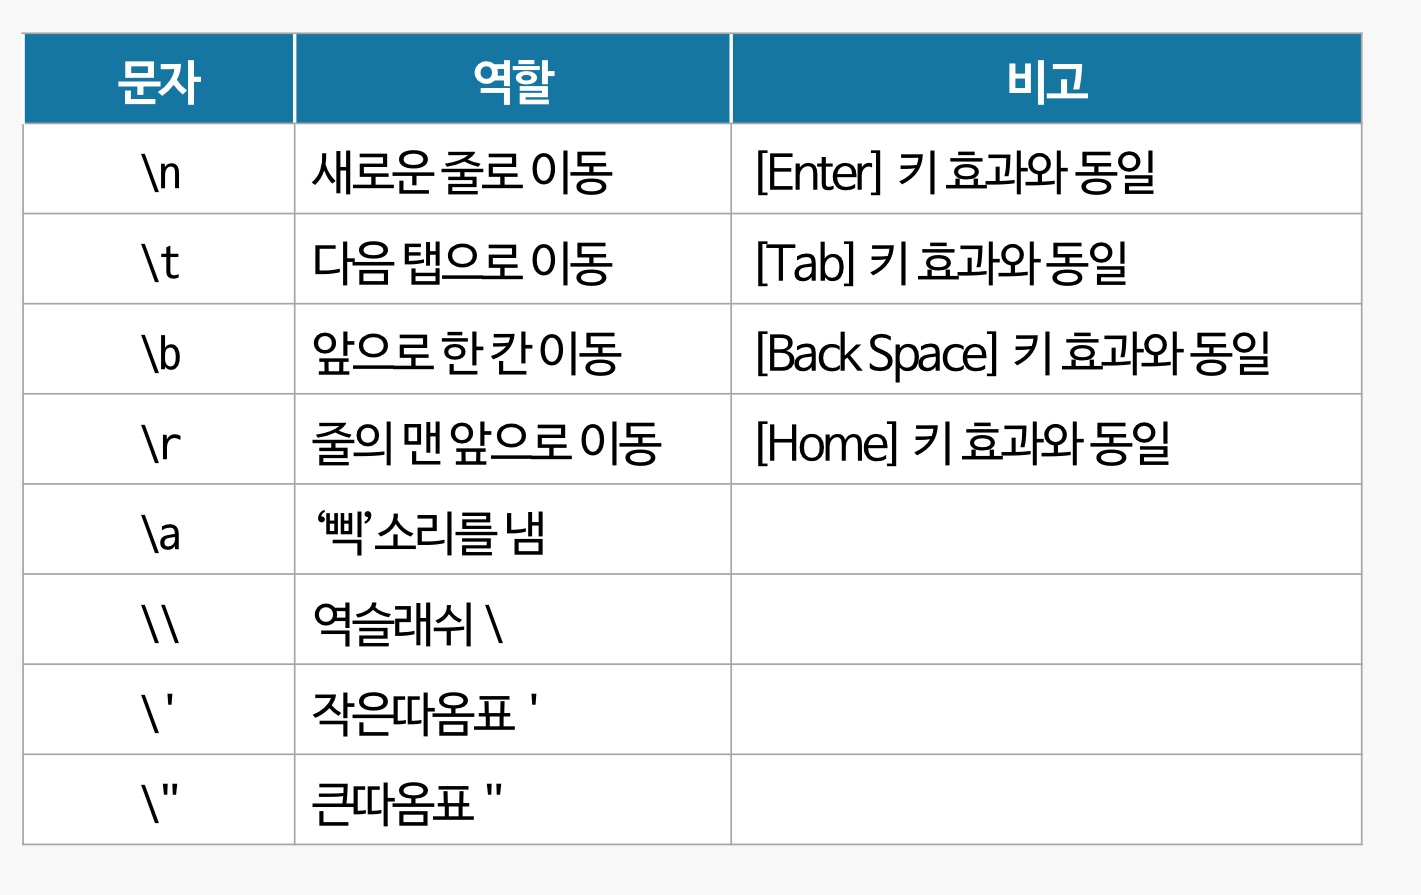 문자 역할 비고
\n 새로운 줄로 이동 [Enter] 키 효과와 동일
\t 다음 탭으로 이동 [Tab] 키 효과와 동일
\b 앞으로 한 칸 이동 [Back Space] 키 효과와 동일
\r 줄의 맨 앞으로 이동 [Home] 키 효과와 동일
\a ‘삑’소리를 냄
\\ 역슬래쉬 \
\' 작은따옴표 '
\" 큰따옴표 "